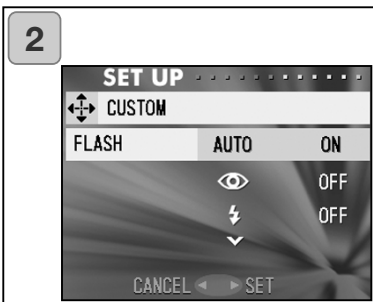 2
SET UP
CUSTOM
FLASH AUTO ON
OFF
OFF
CANCEL SET